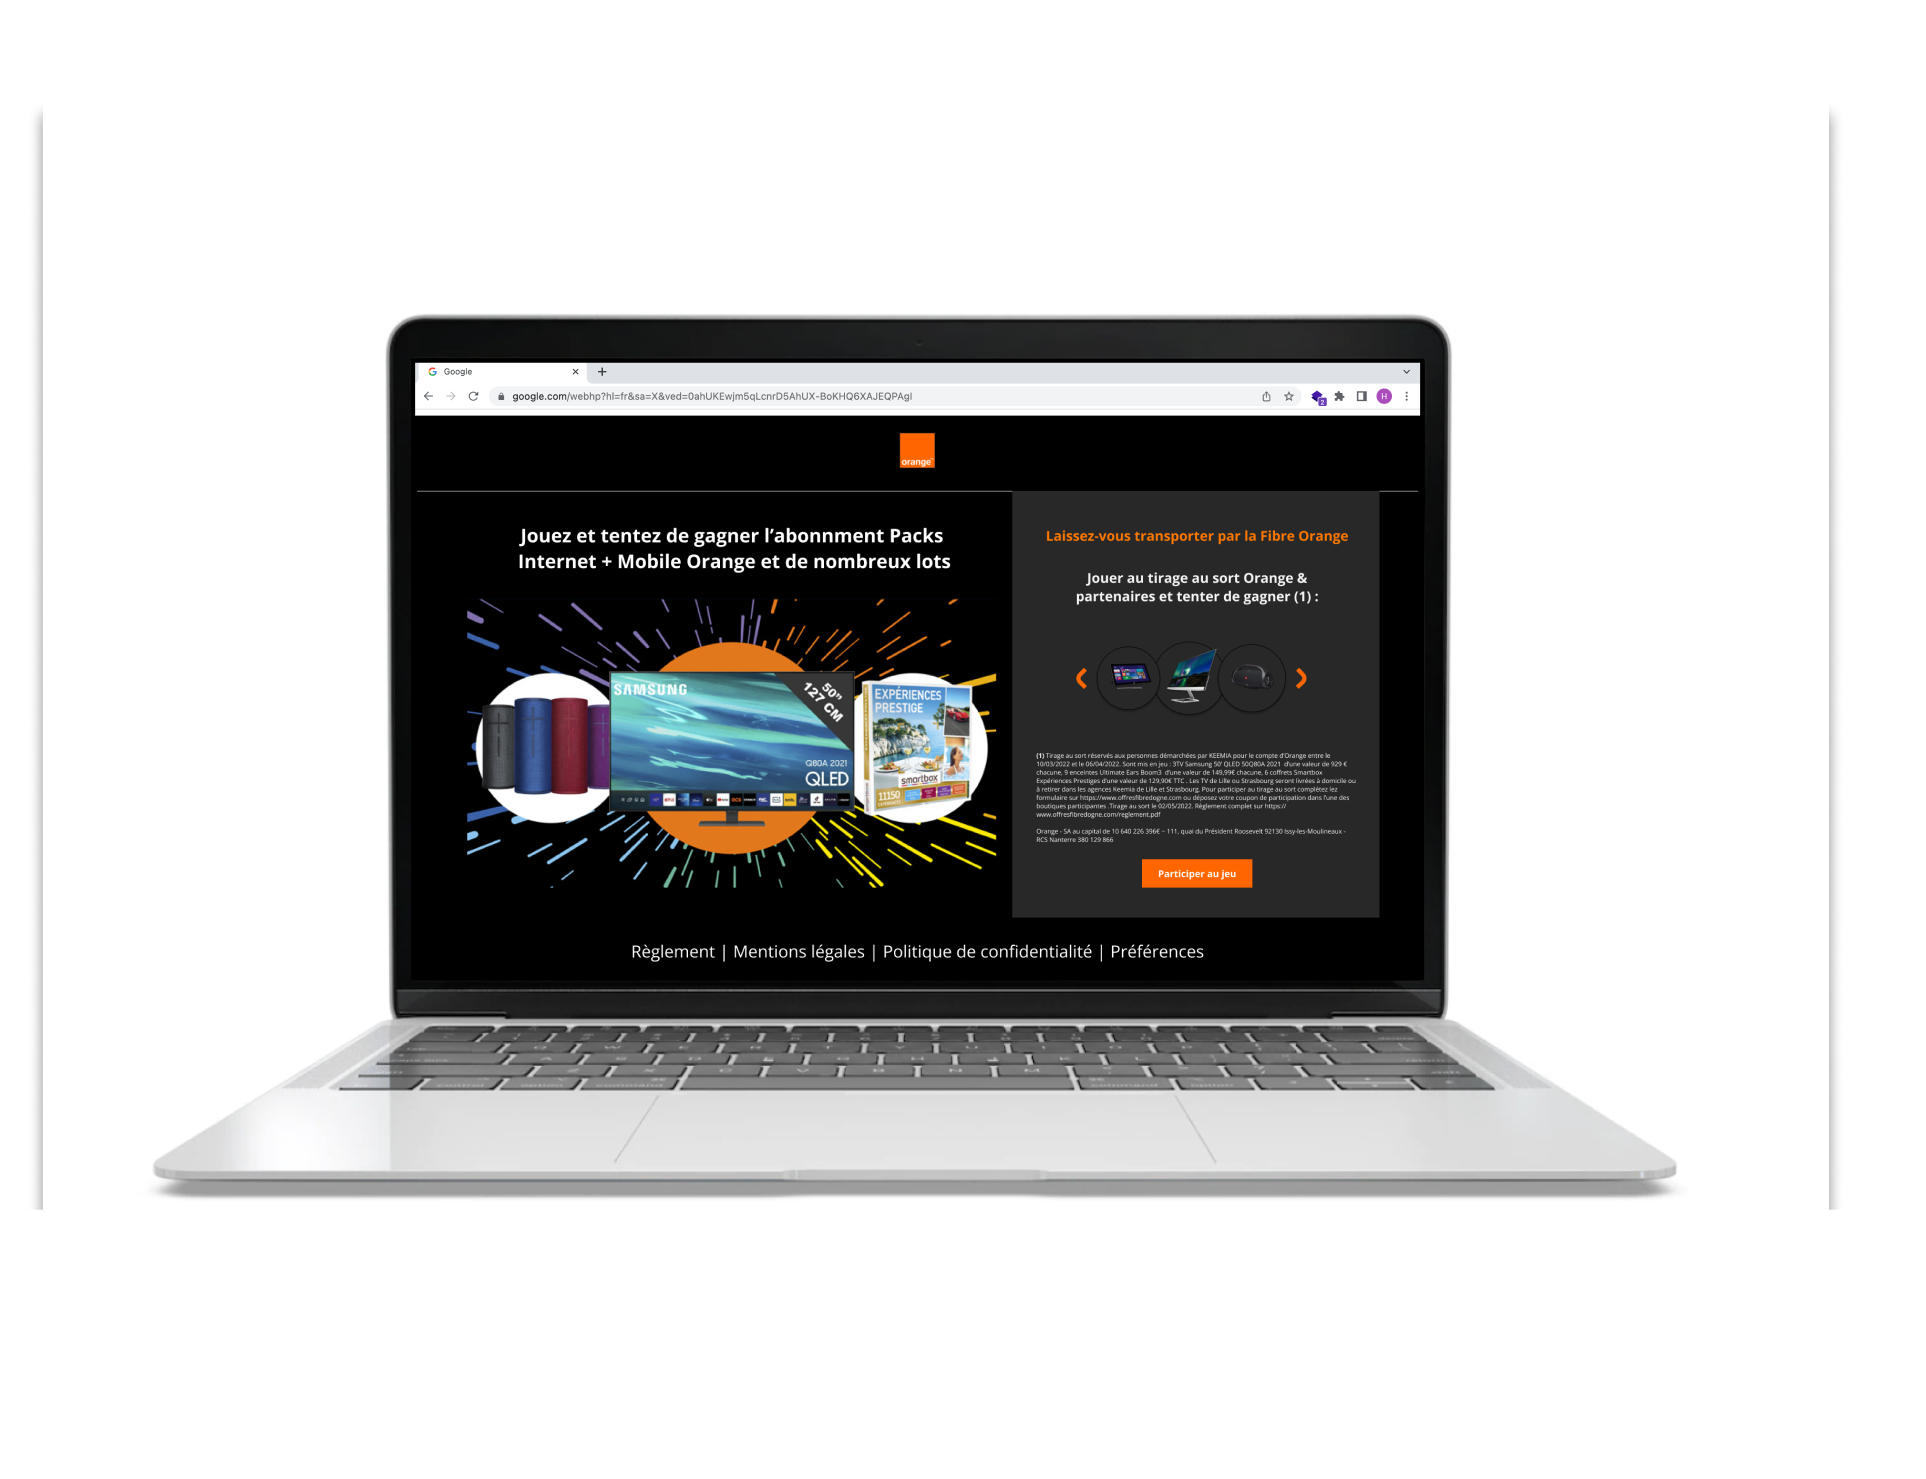 Google
google.com/webhp?hl=fr&sa=X&ved=0ahUKEwjm5qLcnrD5AhUX-BoKHQ6XAJEQPAgI
2
H
orange
Jouez et tentez de gagner l'abonnment Packs
Internet + Mobile Orange et de nombreux lots
SAMSUNG
50"
127 CM
Q80A 2021
QLED
EXPÉRIENCES
PRESTIGE
smartbox
11150
Laissez-vous transporter par la Fibre Orange
Jouer au tirage au sort Orange &
partenaires et tenter de gagner (1) :
(1) Tirage au sort réservés aux personnes démarchées par KEEMIA pour le compte d'Orange entre le
10/03/2022 et le 06/04/2022. Sont mis en jeu : 3TV Samsung 50' QLED 50Q80A 2021 d'une valeur de 929 €
chacune, 9 enceintes Ultimate Ears Boom3 d'une valeur de 149,99€ chacune, 6 coffrets Smartbox
Expériences Prestiges d'une valeur de 129,90€ TTC . Les TV de Lille ou Strasbourg seront livrées à domicile ou
à retirer dans les agences Keemia de Lille et Strasbourg. Pour participer au tirage au sort complétez lez
formulaire sur https://www.offresfibredogne.com ou déposez votre coupon de participation dans l'une des
boutiques participantes .Tirage au sort le 02/05/2022. Règlement complet sur https://
www.offresfibredogne.com/reglement.pdf
Orange - SA au capital de 10 640 226 396€ – 111, quai du Président Roosevelt 92130 Issy-les-Moulineaux -
RCS Nanterre 380 129 866
Participer au jeu
Règlement | Mentions légales | Politique de confidentialité | Préférences